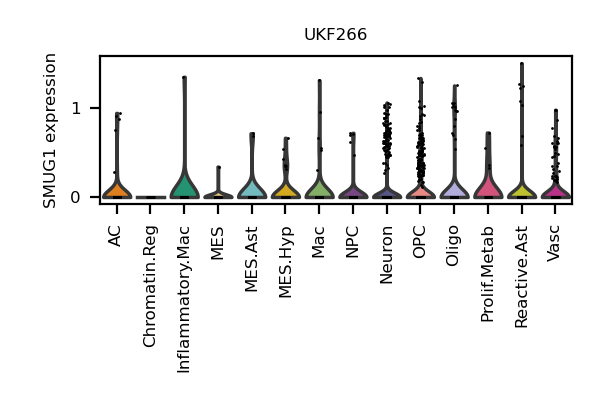 UKF266
SMUG1 expression
1
0
AC
Chromatin.Reg
Inflammatory.Mac
MES
MES.Ast
MES.Hyp
Mac
NPC
Neuron
OPC
Oligo
Prolif.Metab
Reactive.Ast
Vasc